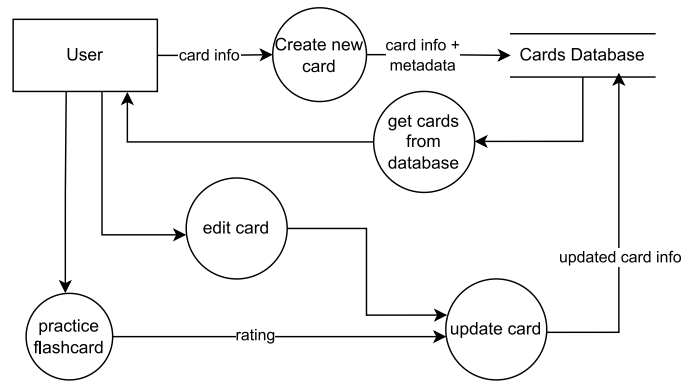 User
card info
Create new
card
card info +
metadata
Cards Database
get cards
from
database
edit card
updated card info
practice
flashcard
rating
update card